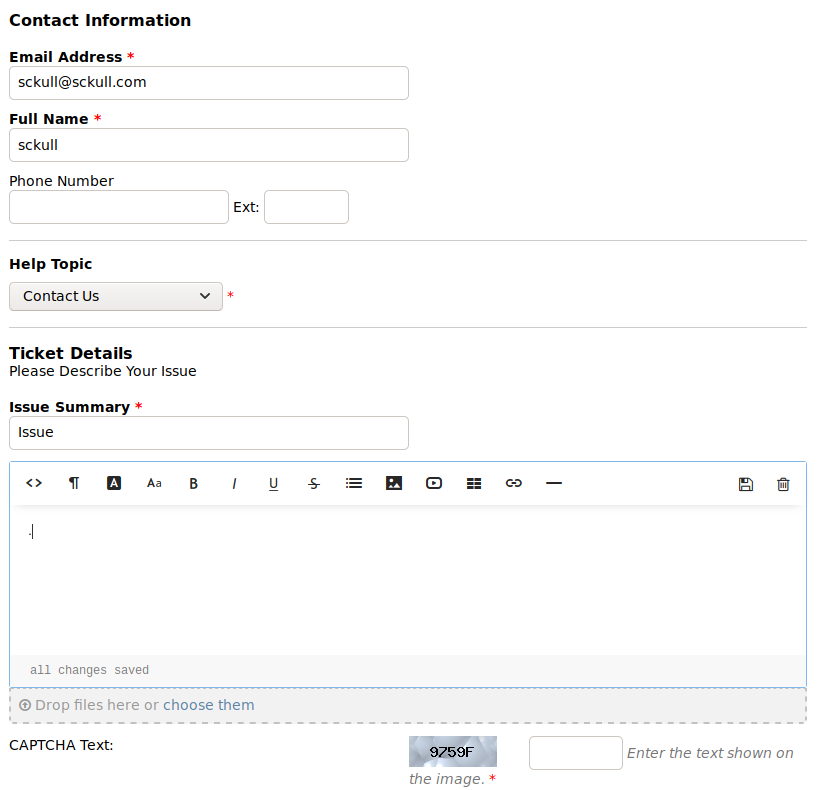 Contact Information
Email Address *
sckull@sckull.com
Full Name *
sckull
Phone Number
Ext:
Help Topic
Contact Us *
Ticket Details
Please Describe Your Issue
Issue Summary *
Issue
<> ¶ A Aa B I U S
.
all changes saved
Drop files here or choose them
CAPTCHA Text: 9Z59F Enter the text shown on
the image. *